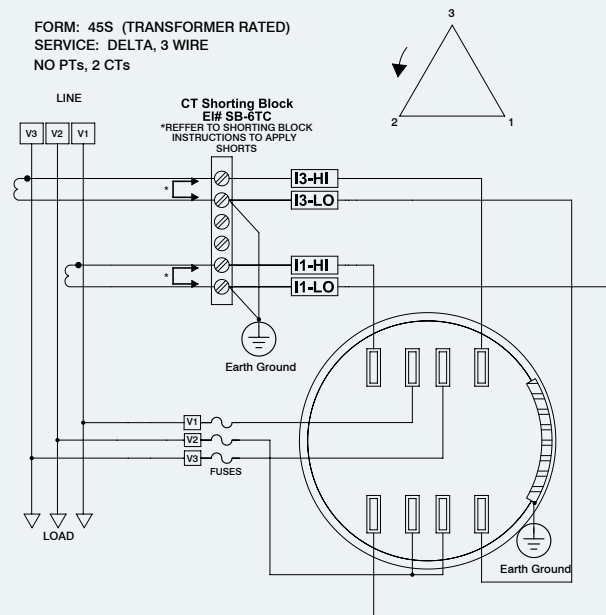 FORM: 45S (TRANSFORMER RATED)
SERVICE: DELTA, 3 WIRE
NO PTs, 2 CTs
3
2
1
LINE
V3 V2 V1
CT Shorting Block
EI# SB-6TC
*REFFER TO SHORTING BLOCK
INSTRUCTIONS TO APPLY
SHORTS
*
I3-HI
I3-LO
*
I1-HI
I1-LO
Earth Ground
V1
V2
V3
FUSES
LOAD
Earth Ground